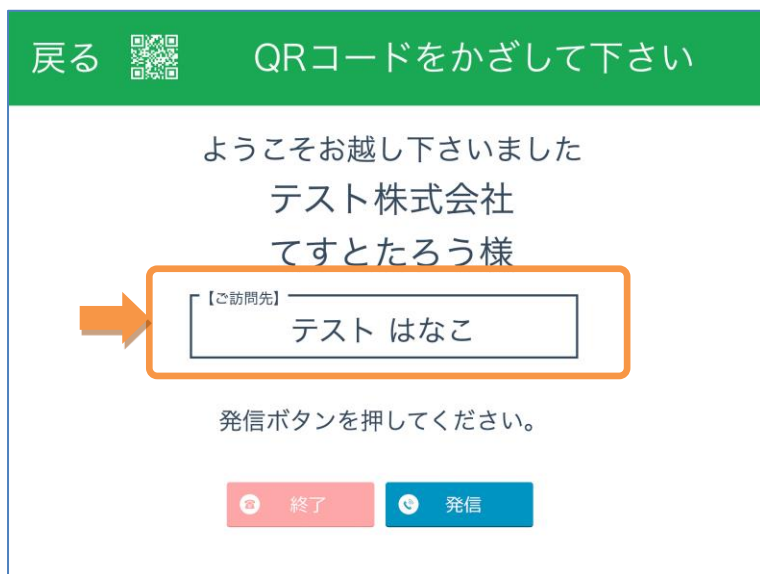 戻る QRコードをかざして下さい
ようこそお越し下さいました
テスト株式会社
てすとたろう様
【ご訪問先】
テスト はなこ
発信ボタンを押してください。
終了 発信